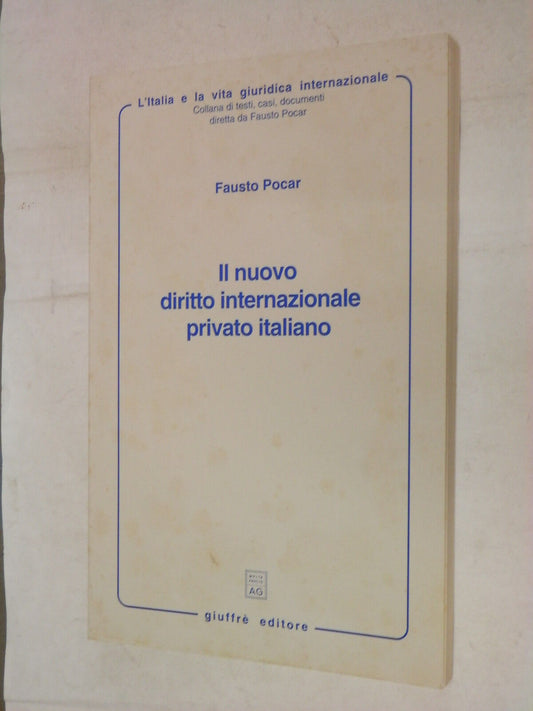 L'Italia e la vita giuridica internazionale
Collana di testi, casi, documenti
diretta da Fausto Pocar
Fausto Pocar
Il nuovo
diritto internazionale
privato italiano
AG
giuffrè editore